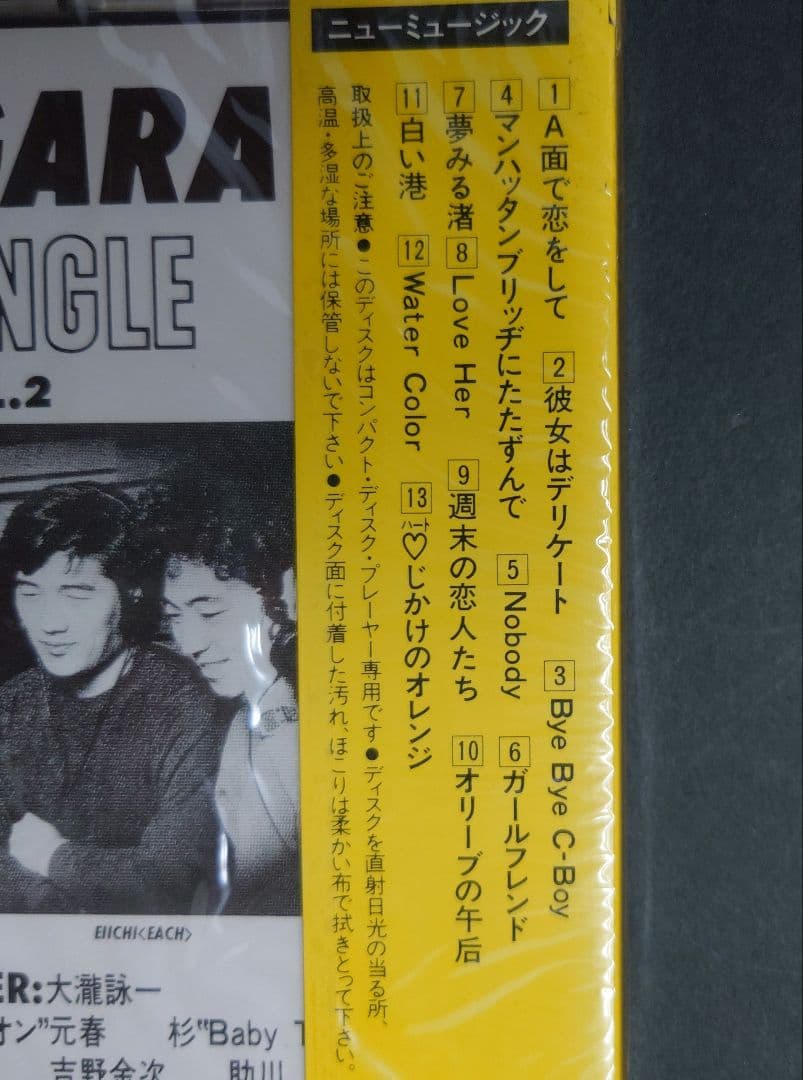 ニューミュージック
1 A面で恋をして 2 彼女はデリケート 3 Bye Bye C-Boy
4 マンハッタンブリッヂにたたずんで 5 Nobody 6 ガールフレンド
7 夢みる渚 8 Love Her 9 週末の恋人たち 10 オリーブの午后
11 白い港 12 Water Color 13 ♡じかけのオレンジ
ハート
取扱上のご注意●このディスクはコンパクト・ディスク・プレーヤー専用です●ディスクを直射日光の当る所、
高温・多湿な場所には保管しないで下さい●ディスク面に付着した汚れ、ほこりは柔かい布で拭きとって下さい。
GARA
NGLE
.2
EIICHI<EACH>
ER:大瀧詠一
オン”元春 杉“Baby T
吉野金次 助川